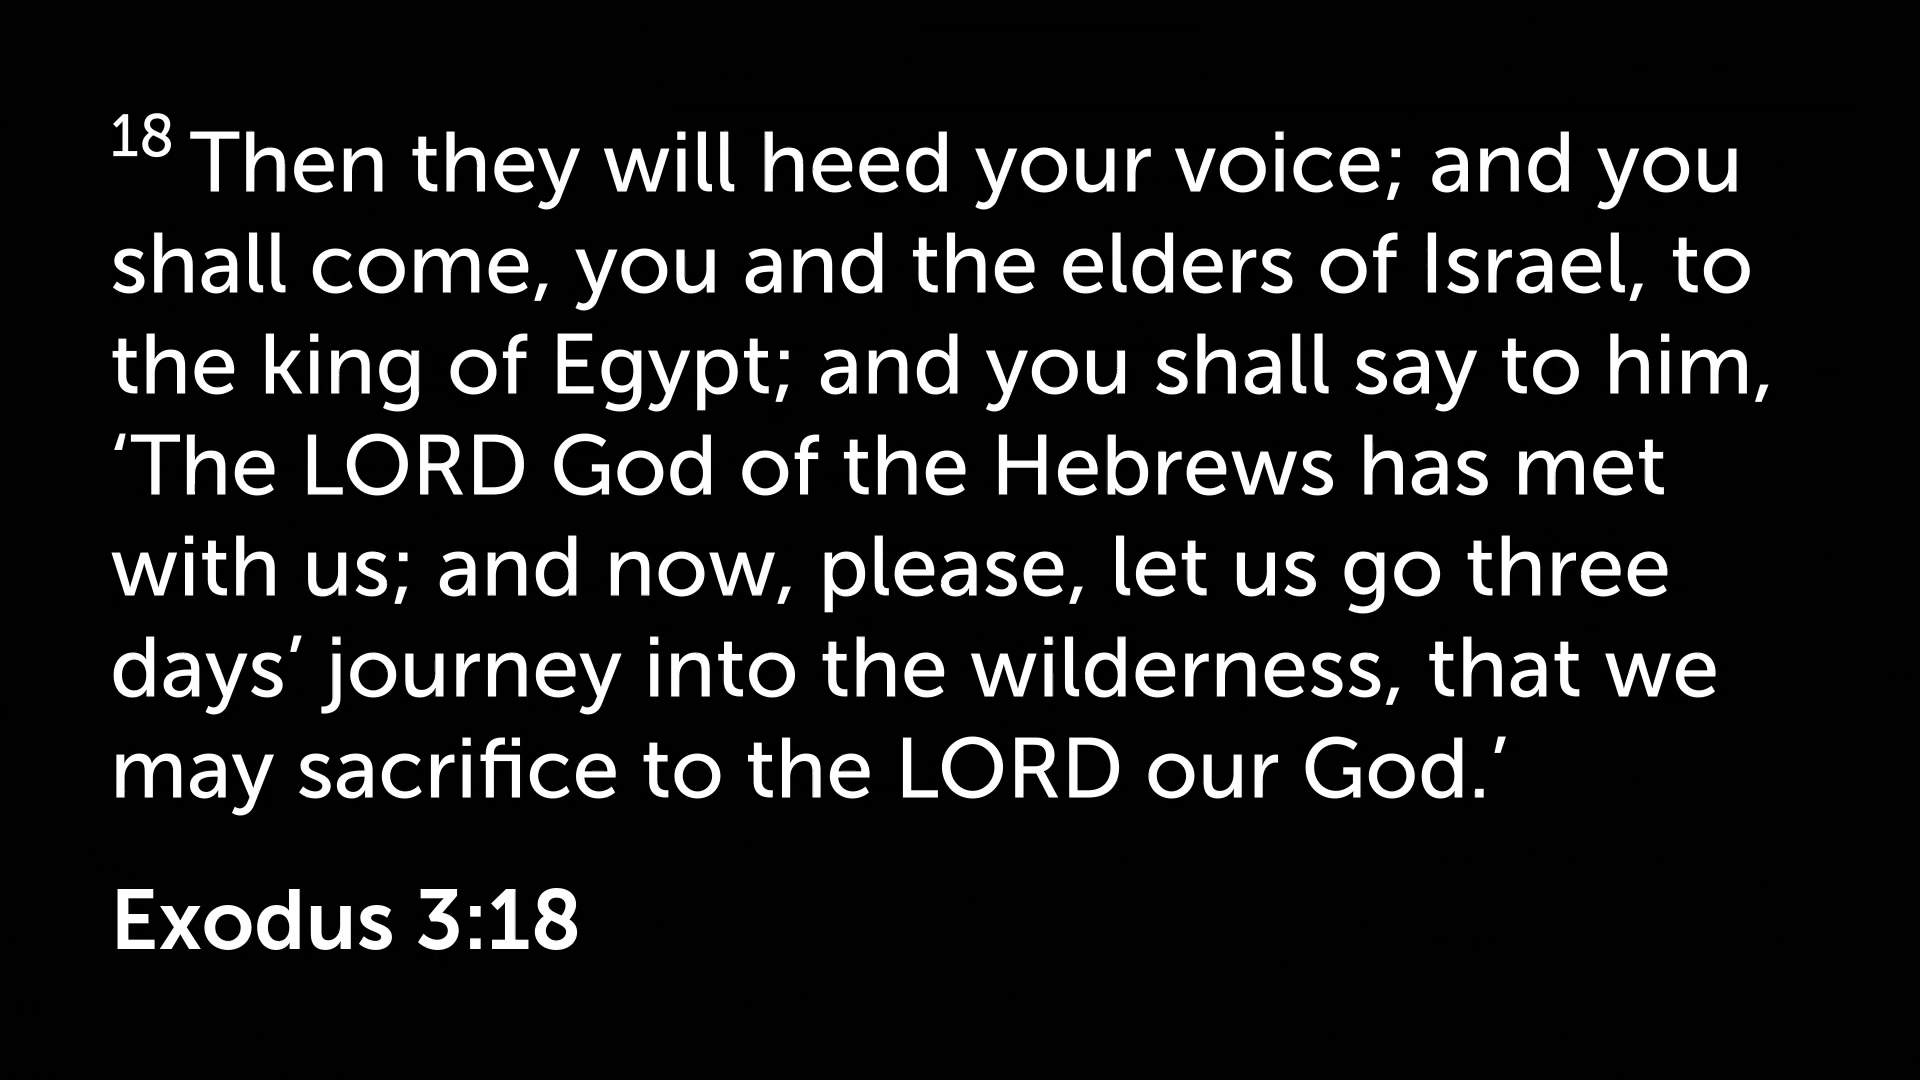 18 Then they will heed your voice; and you
shall come, you and the elders of Israel, to
the king of Egypt; and you shall say to him,
‘The LORD God of the Hebrews has met
with us; and now, please, let us go three
days’ journey into the wilderness, that we
may sacrifice to the LORD our God.’
Exodus 3:18